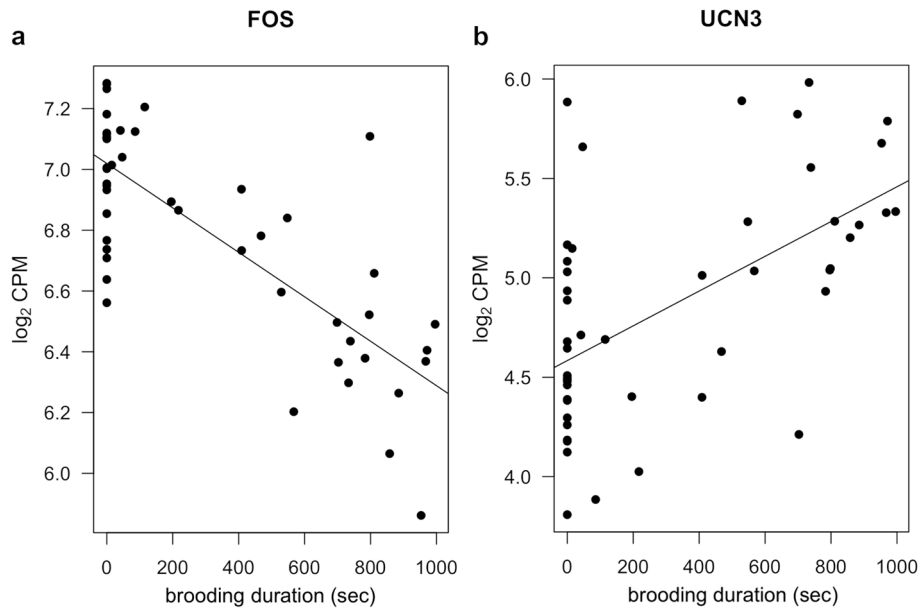 a
FOS
log2 CPM
7.2
7.0
6.8
6.6
6.4
6.2
6.0
0 200 400 600 800 1000
brooding duration (sec)
b
UCN3
log2 CPM
6.0
5.5
5.0
4.5
4.0
0 200 400 600 800 1000
brooding duration (sec)